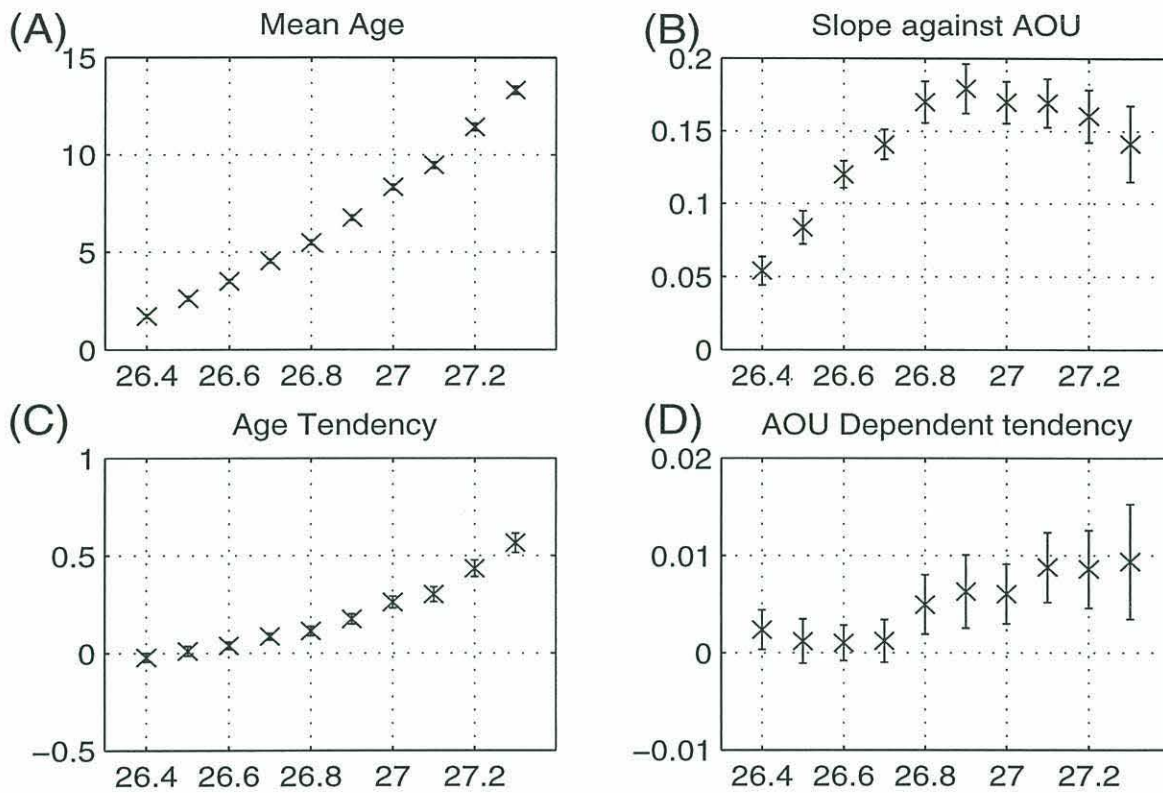 (A) Mean Age
15
10
5
0
26.4 26.6 26.8 27 27.2
(B) Slope against AOU
0.2
0.15
0.1
0.05
0
26.4 26.6 26.8 27 27.2
(C) Age Tendency
1
0.5
0
−0.5
26.4 26.6 26.8 27 27.2
(D) AOU Dependent tendency
0.02
0.01
0
−0.01
26.4 26.6 26.8 27 27.2